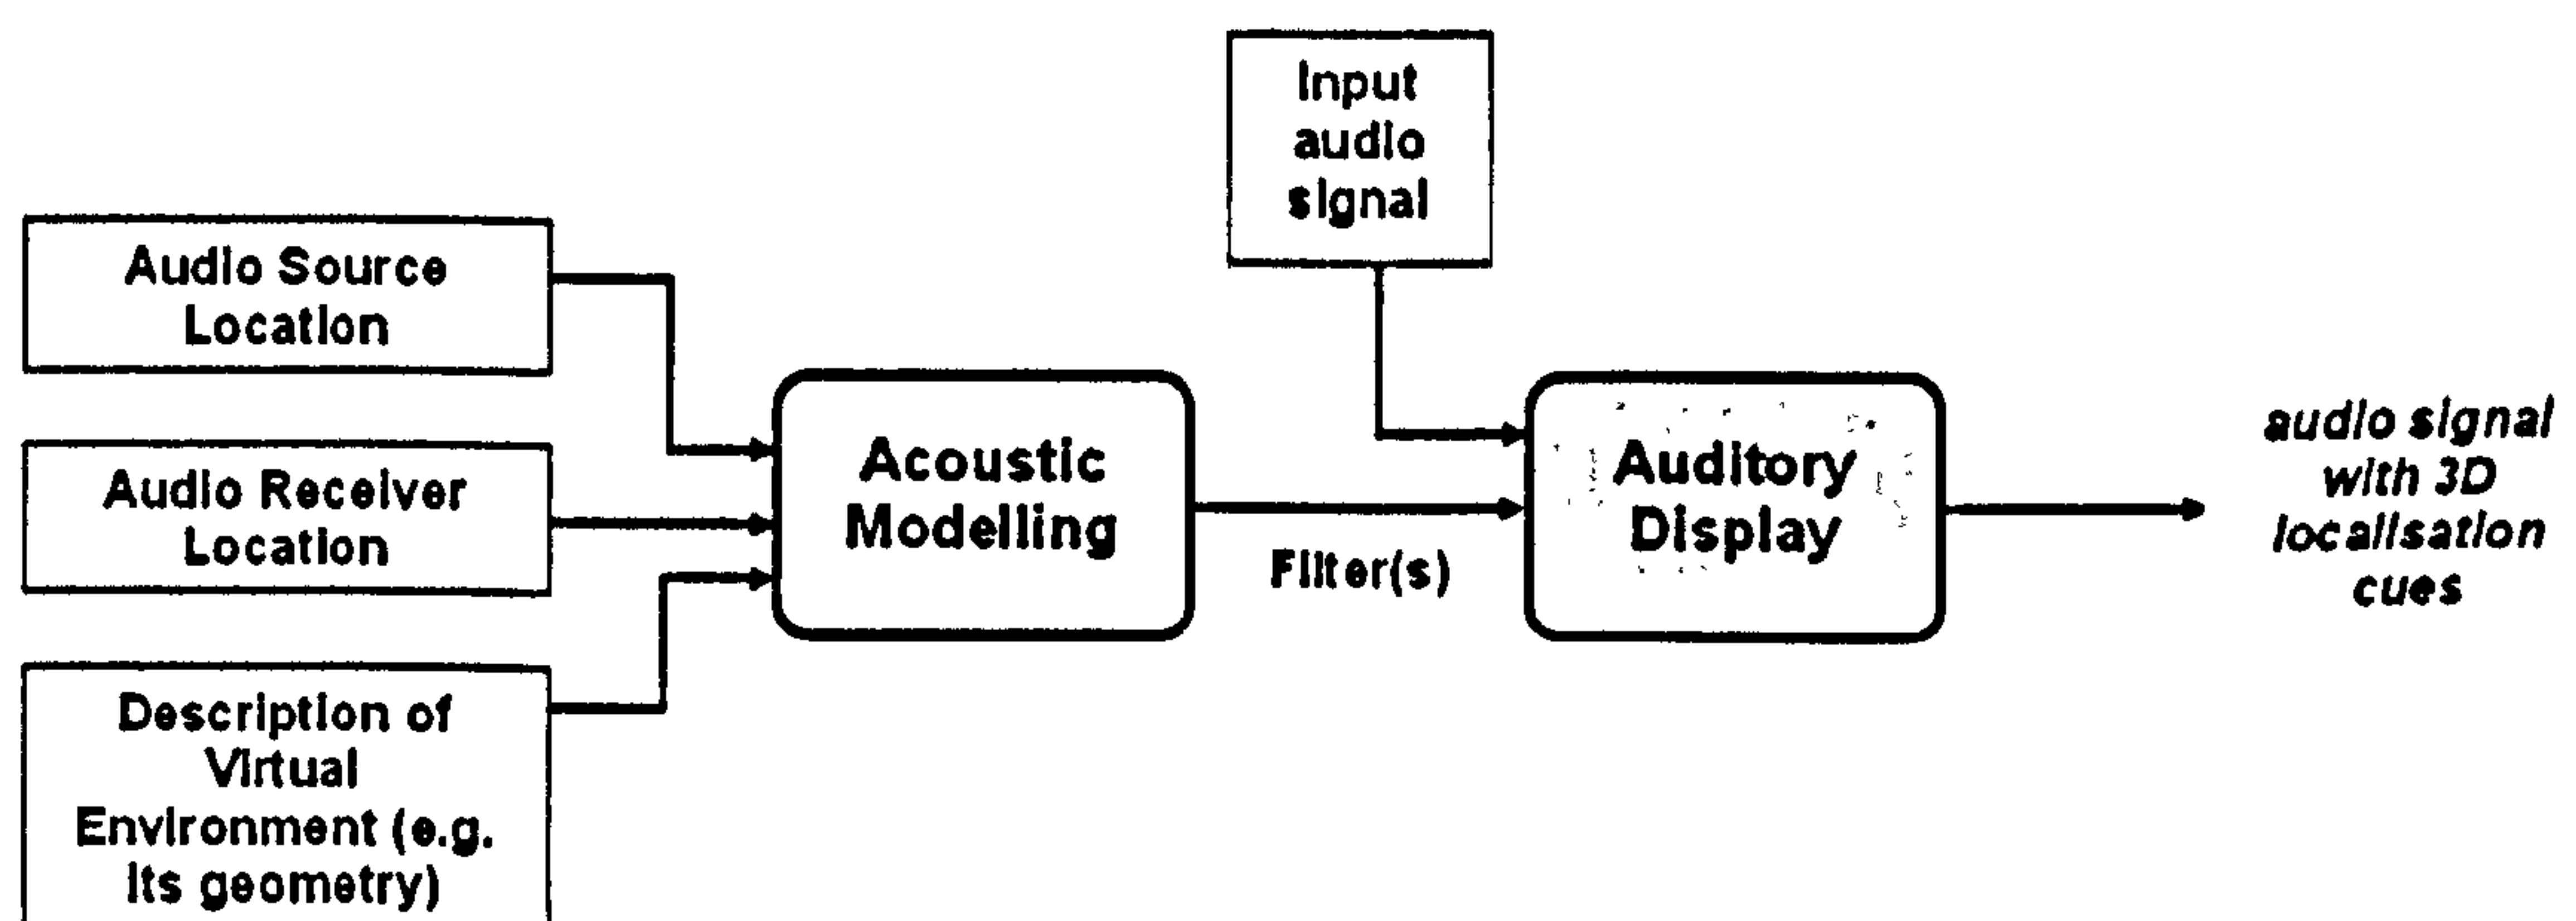 Input
audio
signal
Audio Source
Location
Audio Receiver
Location
Description of
Virtual
Environment (e.g.
its geometry)
Acoustic
Modelling
Filter(s)
Auditory
Display
audio signal
with 3D
localisation
cues